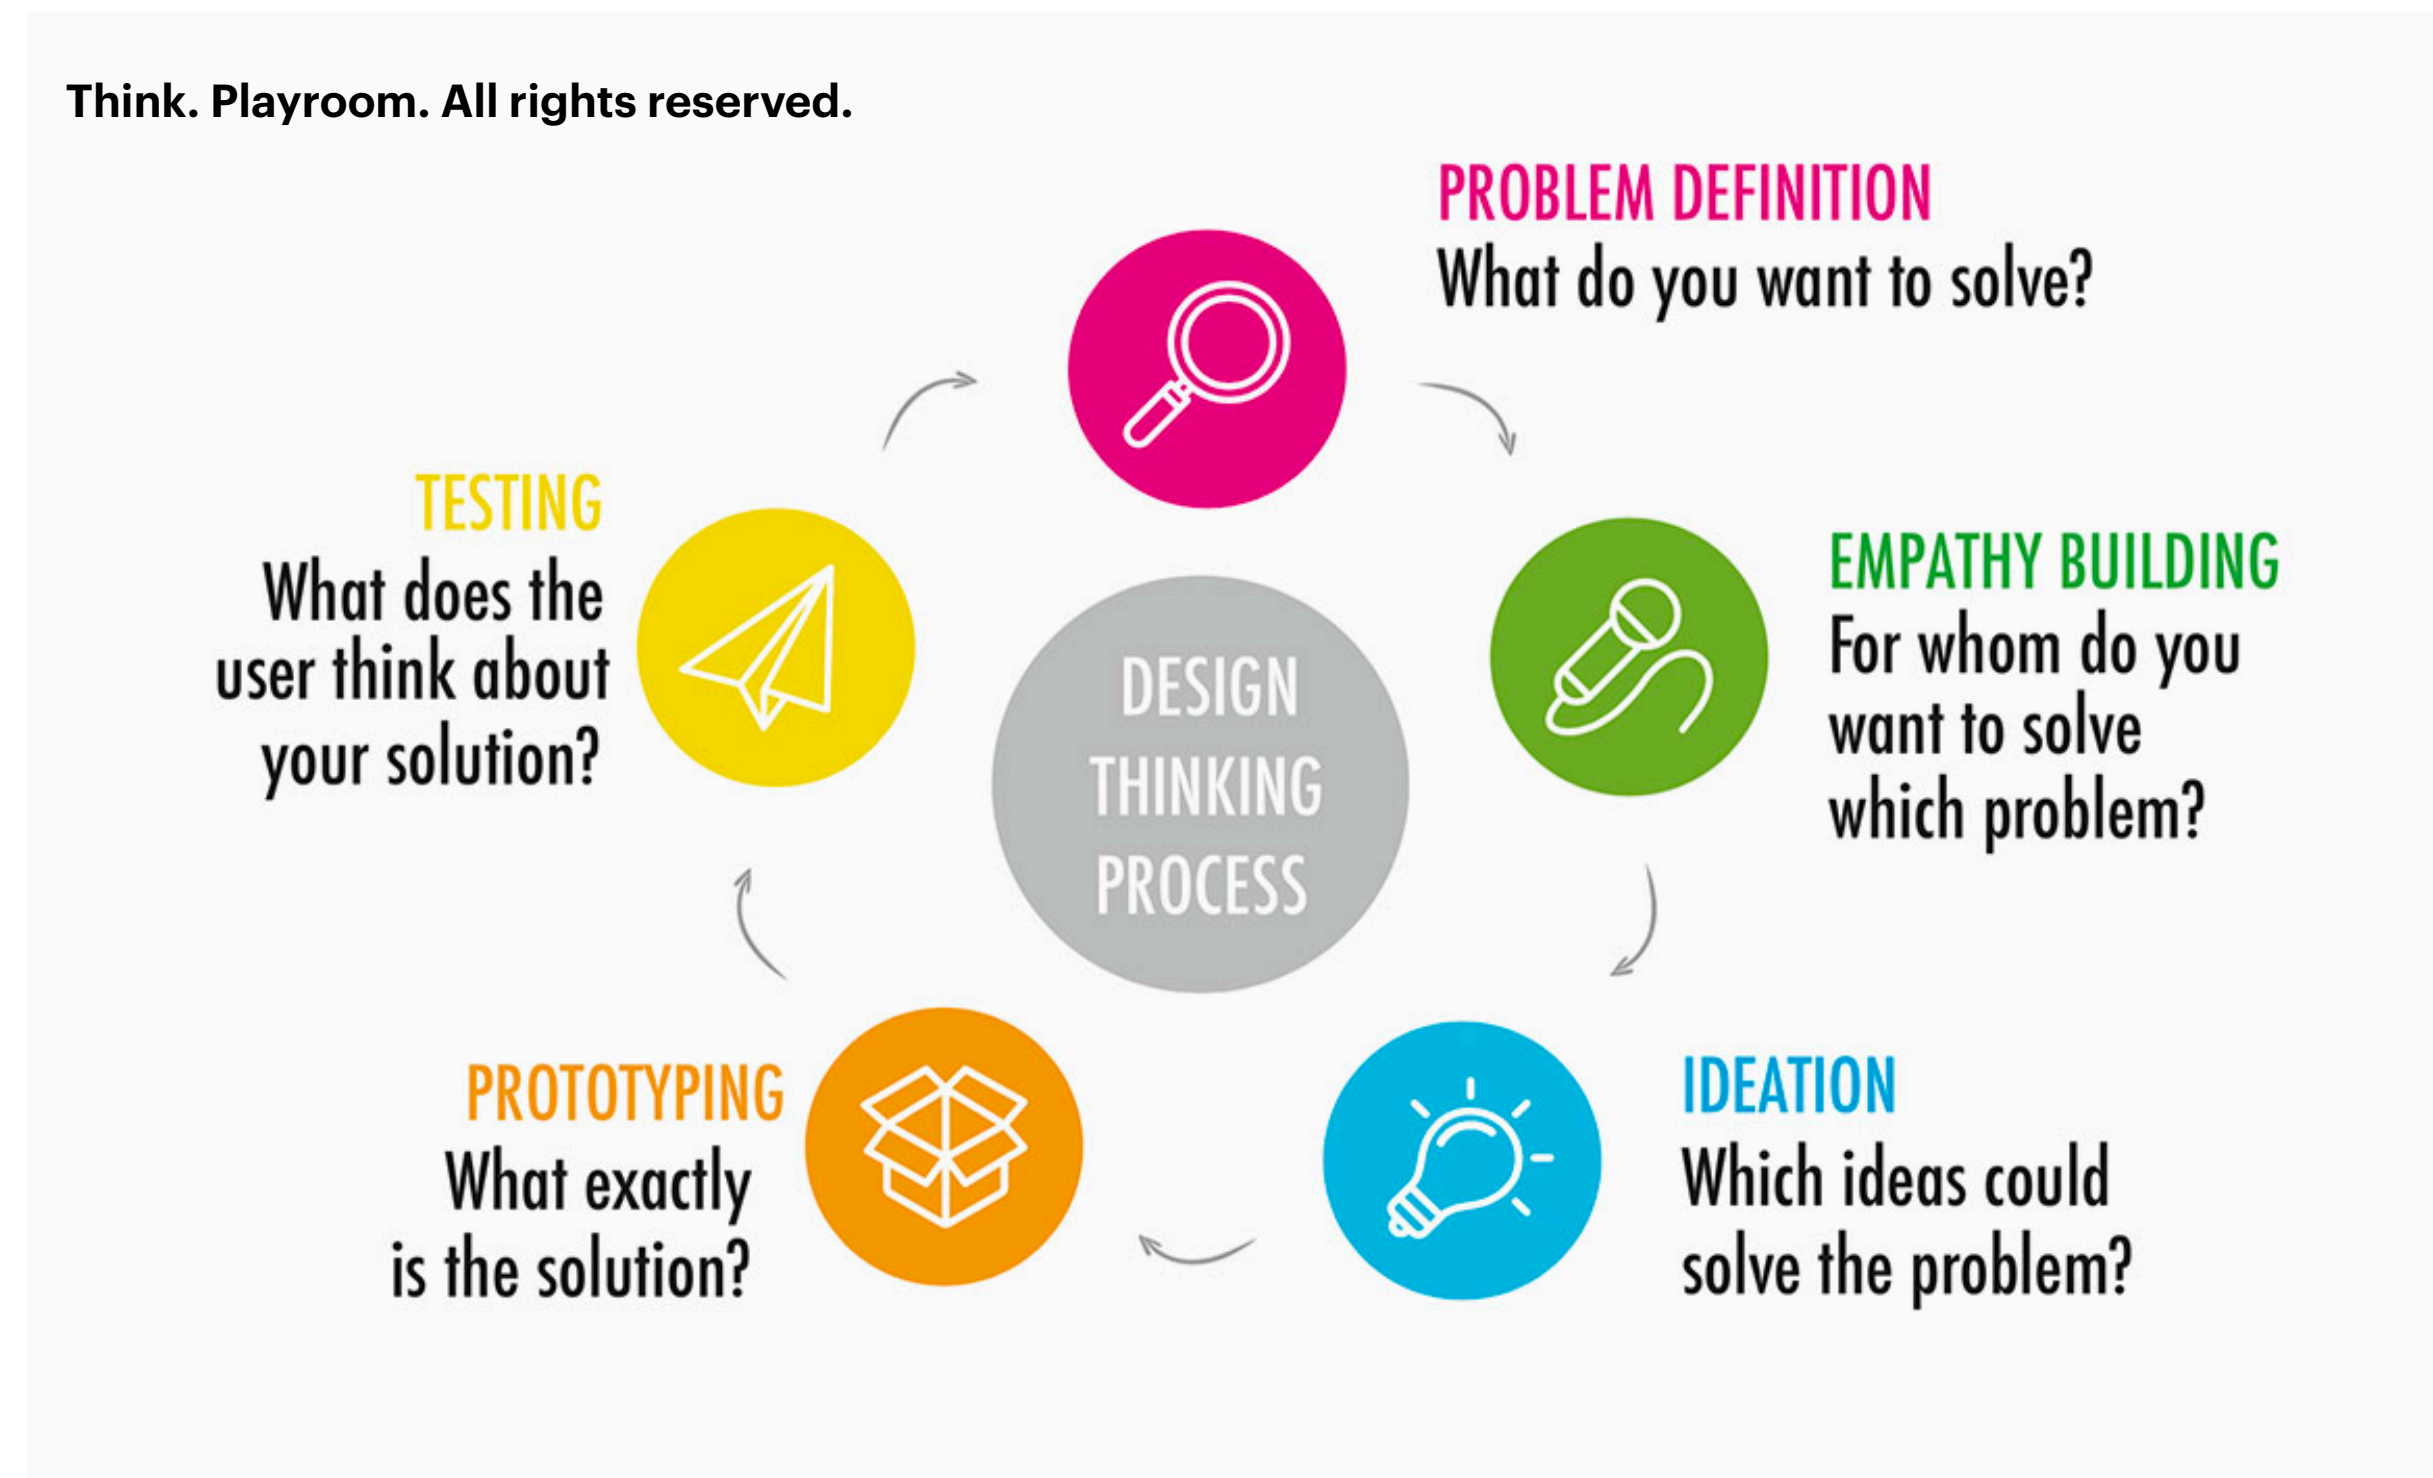 Think. Playroom. All rights reserved.
PROBLEM DEFINITION
What do you want to solve?
EMPATHY BUILDING
For whom do you
want to solve
which problem?
IDEATION
Which ideas could
solve the problem?
PROTOTYPING
What exactly
is the solution?
TESTING
What does the
user think about
your solution?
DESIGN
THINKING
PROCESS